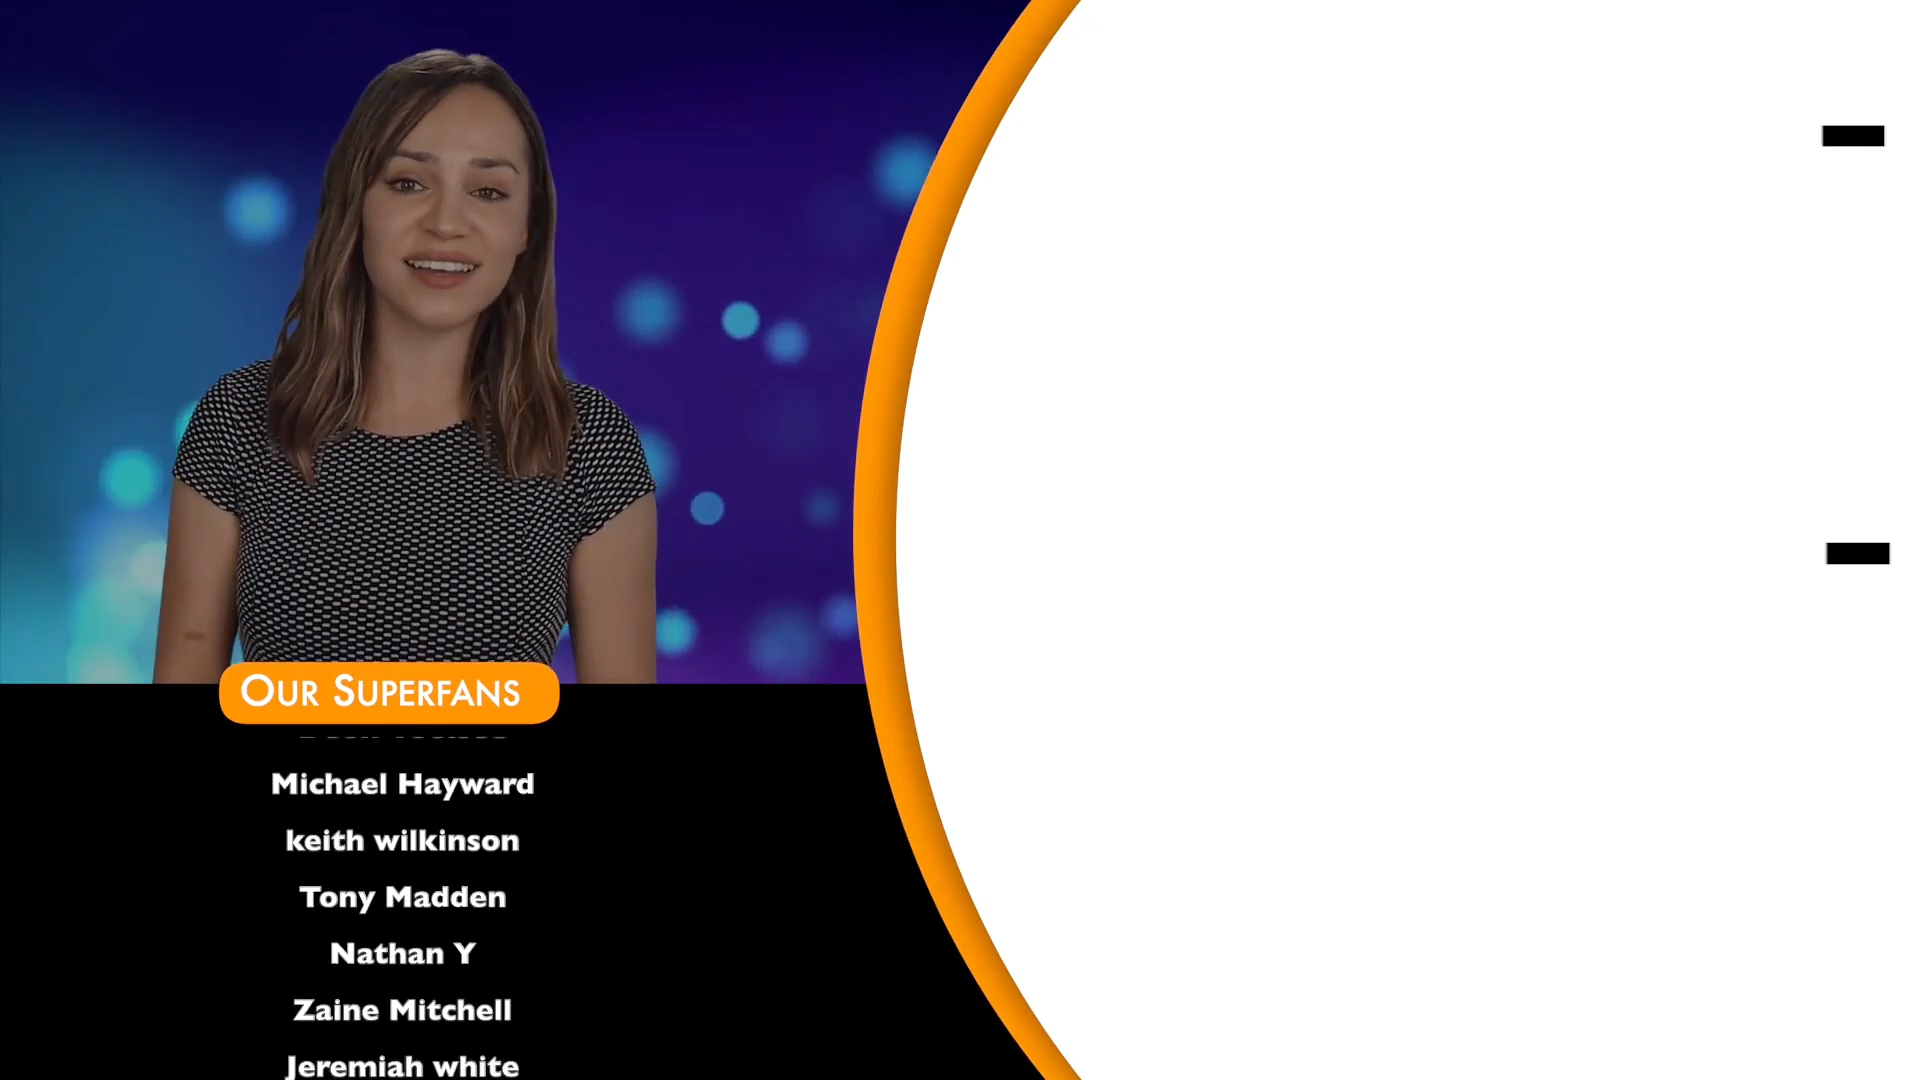 Our Superfans
Michael Hayward
keith wilkinson
Tony Madden
Nathan Y
Zaine Mitchell
Jeremiah white